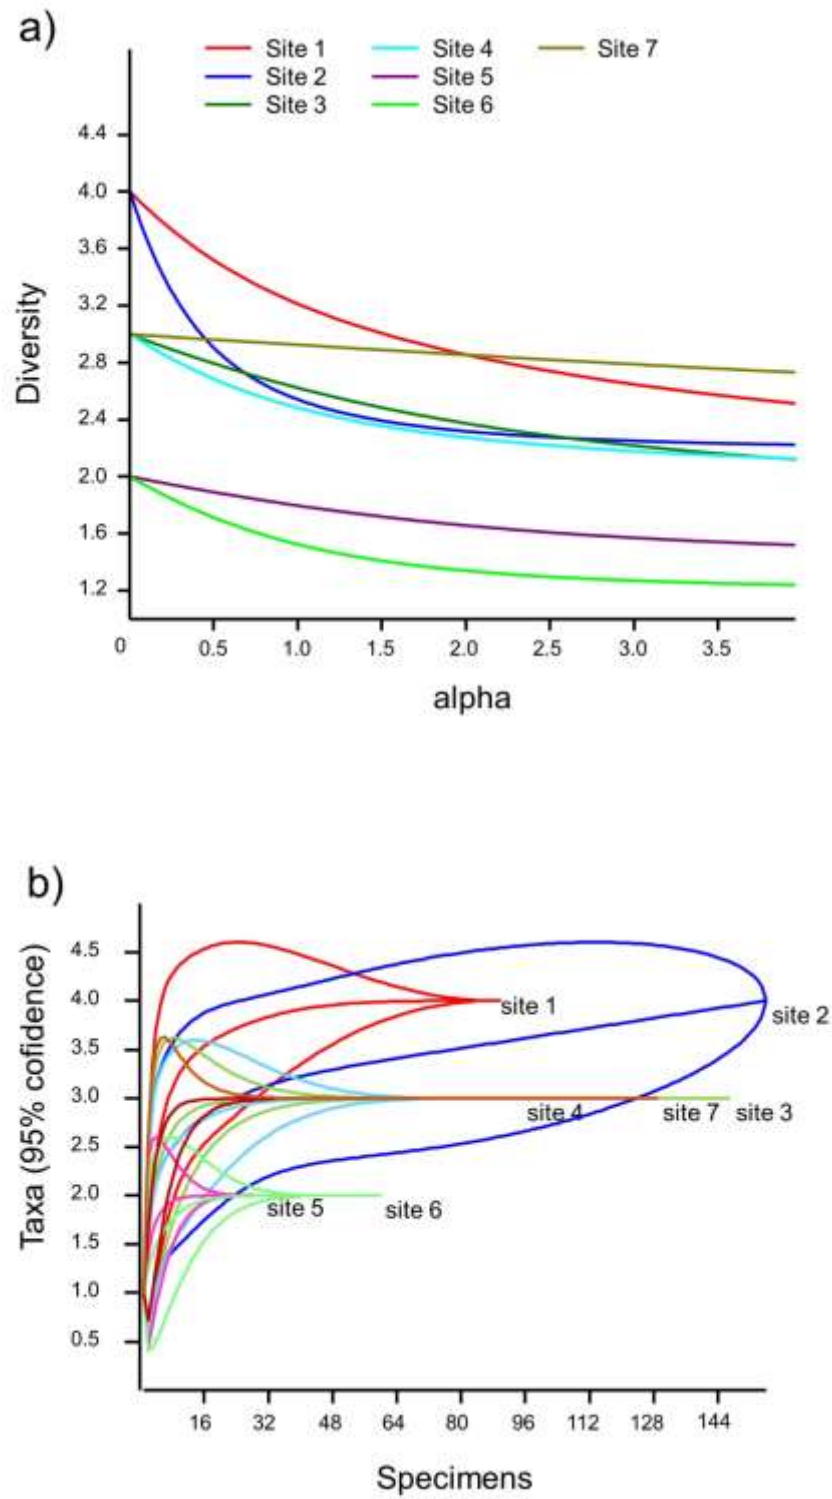 a)
Site 1 Site 4 Site 7
Site 2 Site 5
Site 3 Site 6
4.4
4.0
3.6
3.2
2.8
2.4
2.0
1.6
1.2
Diversity
0 0.5 1.0 1.5 2.0 2.5 3.0 3.5
alpha
b)
4.5
4.0
3.5
3.0
2.5
2.0
1.5
1.0
0.5
Taxa (95% cofidence)
site 1
site 2
site 4 site 7 site 3
site 5 site 6
16 32 48 64 80 96 112 128 144
Specimens